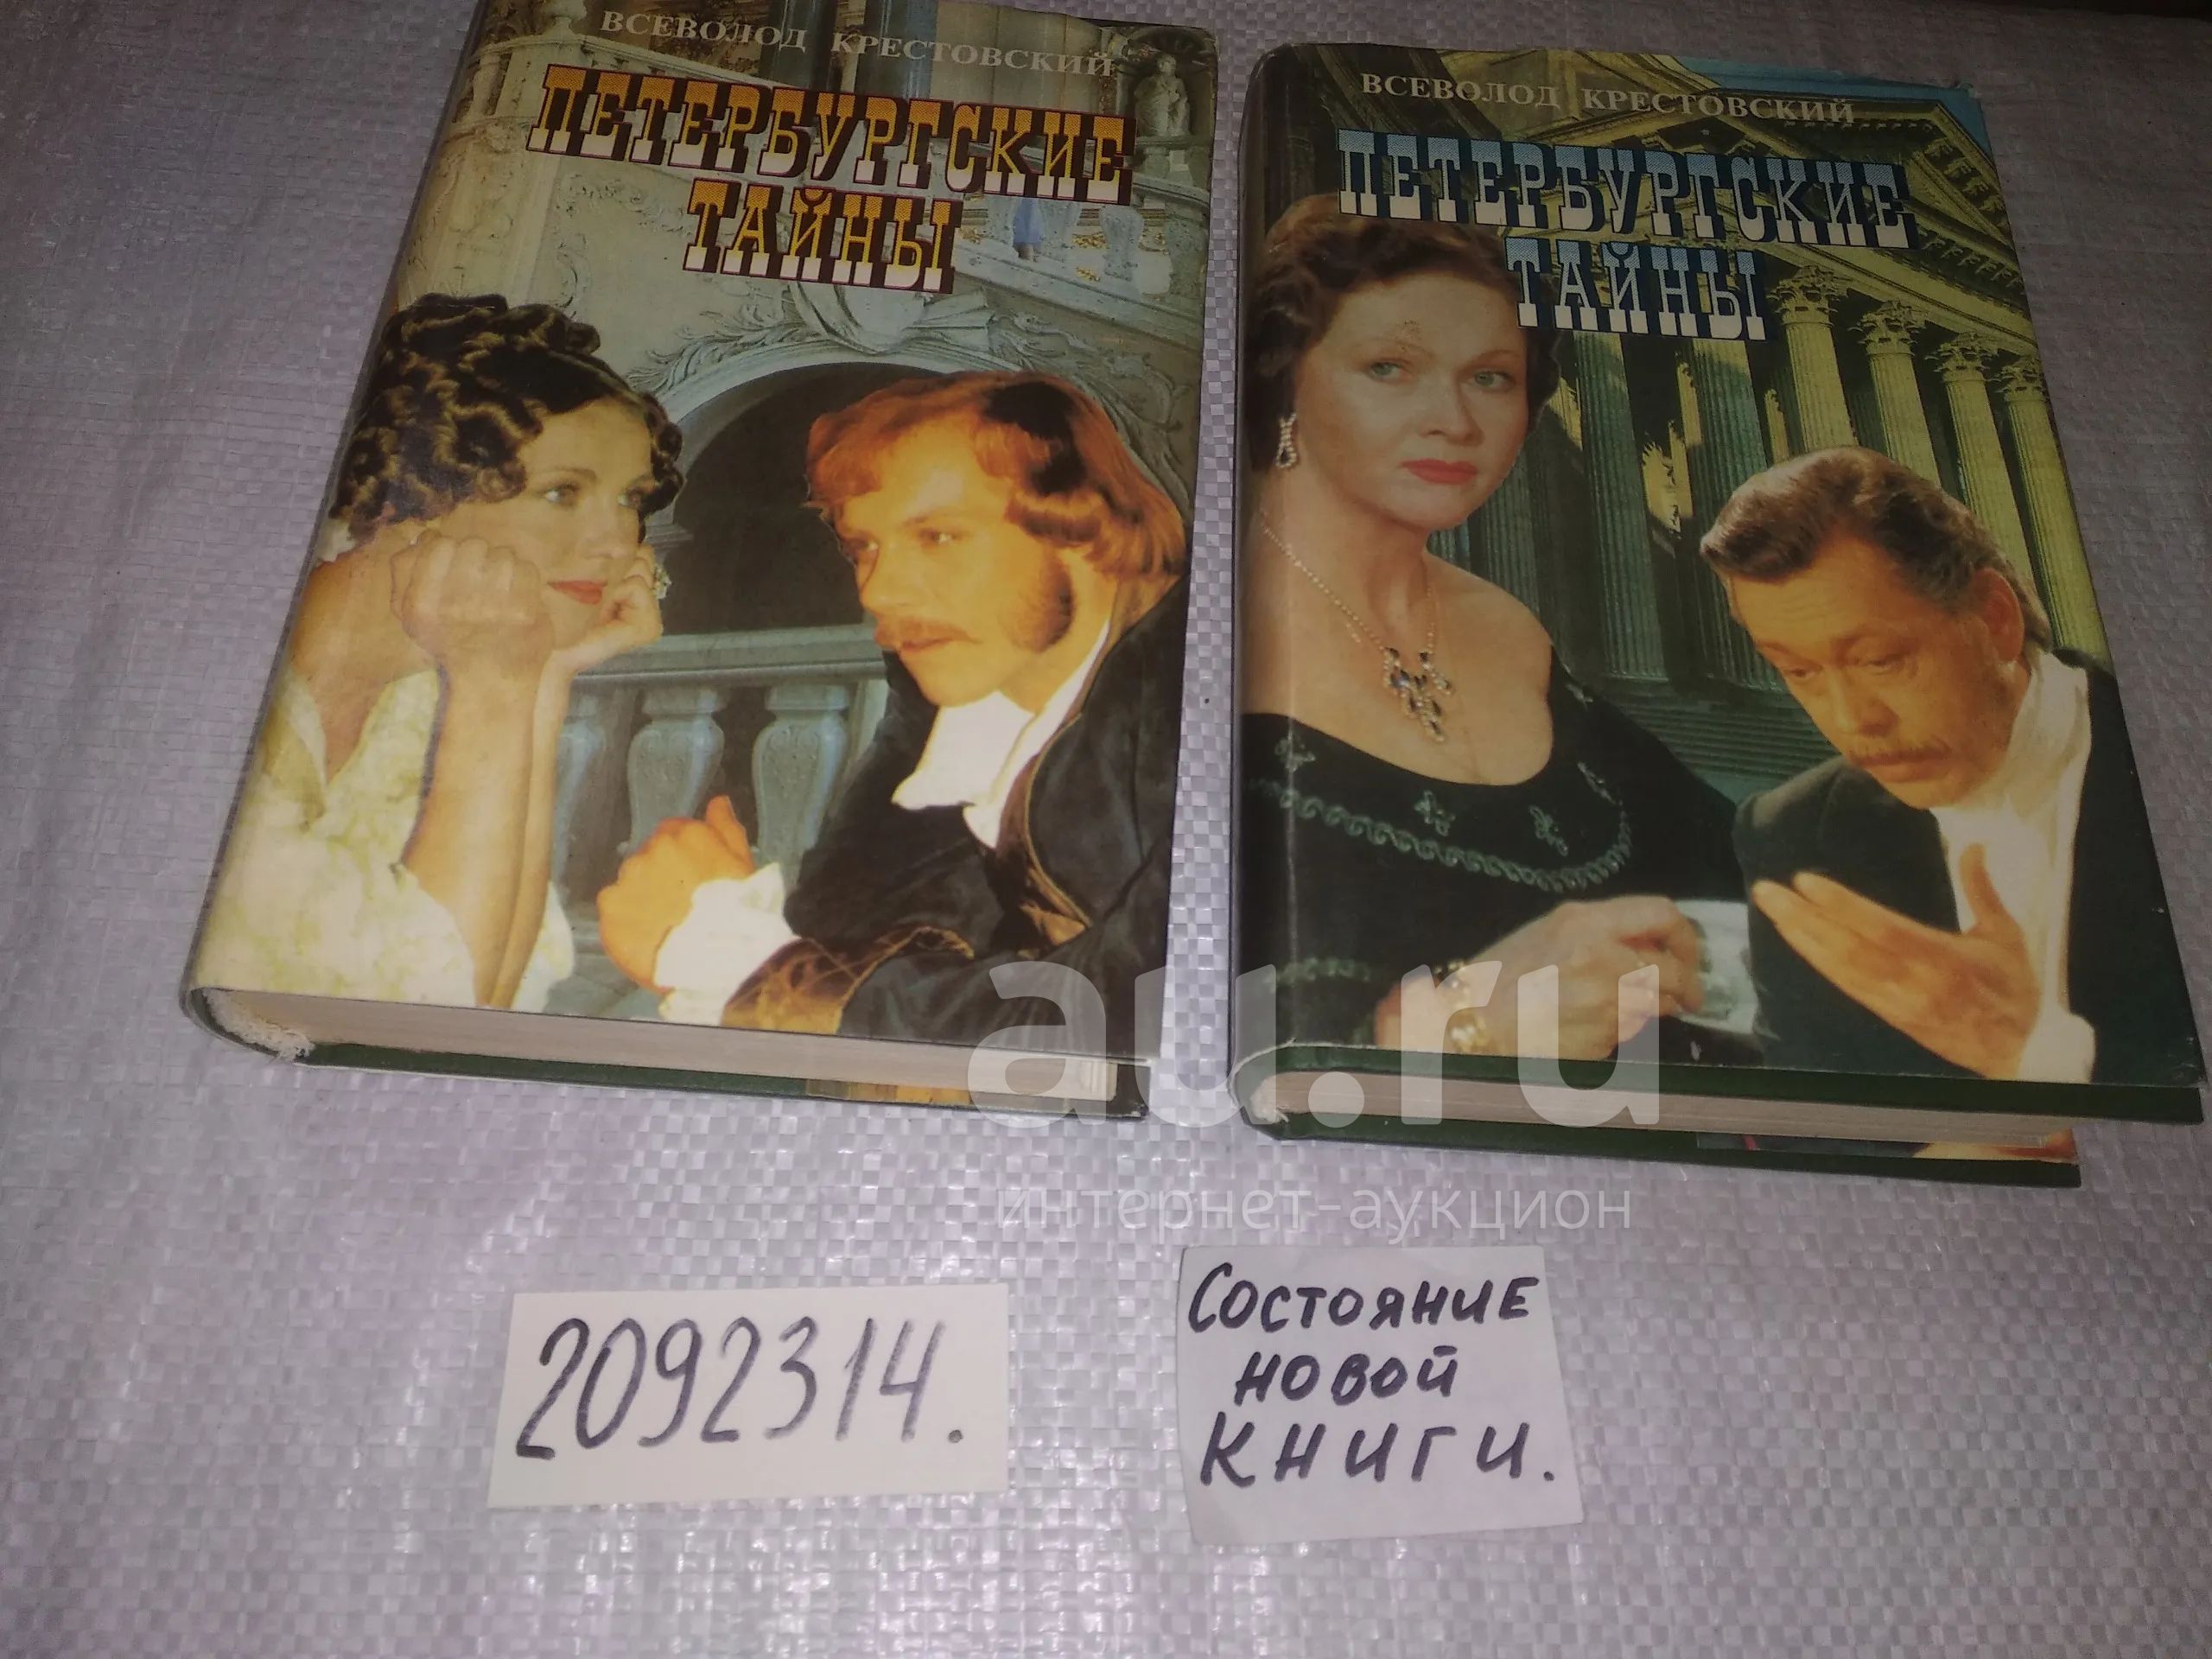 ВСЕВОЛОД КРЕСТОВСКИЙ
ПЕТЕРБУРГСКИЕ
ТАЙНЫ
ВСЕВОЛОД КРЕСТОВСКИЙ
ПЕТЕРБУРГСКИЕ
ТАЙНЫ
au.ru
интернет-аукцион
2092314.
СОСТОЯНИЕ
НОВОЙ
КНИГИ.